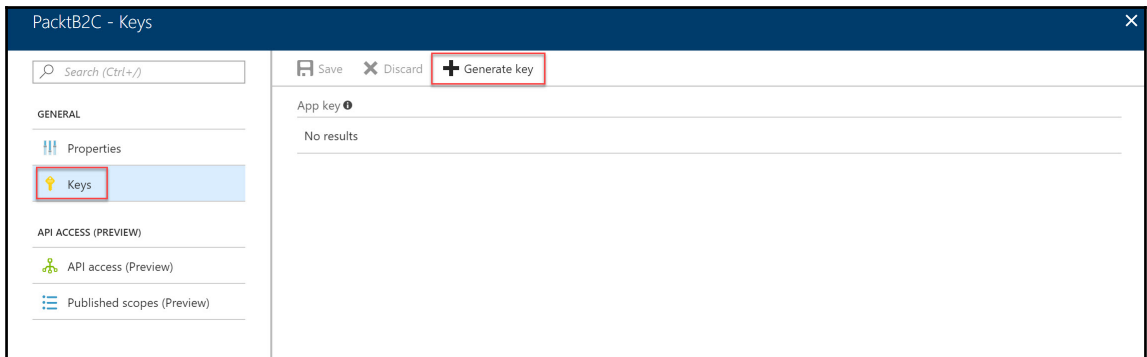 PacktB2C - Keys
Search (Ctrl+/)
GENERAL
Properties
Keys
API ACCESS (PREVIEW)
API access (Preview)
Published scopes (Preview)
Save Discard Generate key
App key
No results